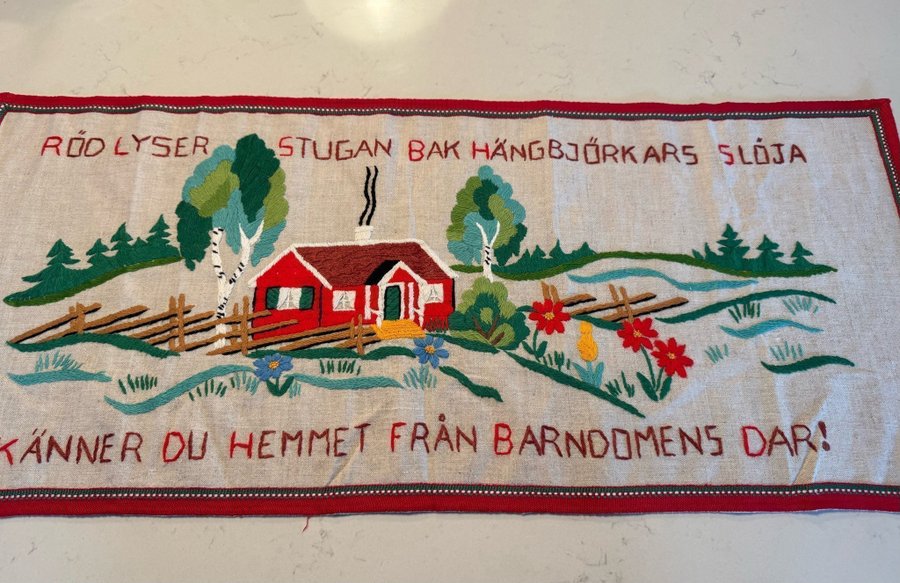 RÖD LYSER STUGAN BAK HÄNGBJÖRKARS SLÖJA
KÄNNER DU HEMMET FRÅN BARNDOMENS DAR!